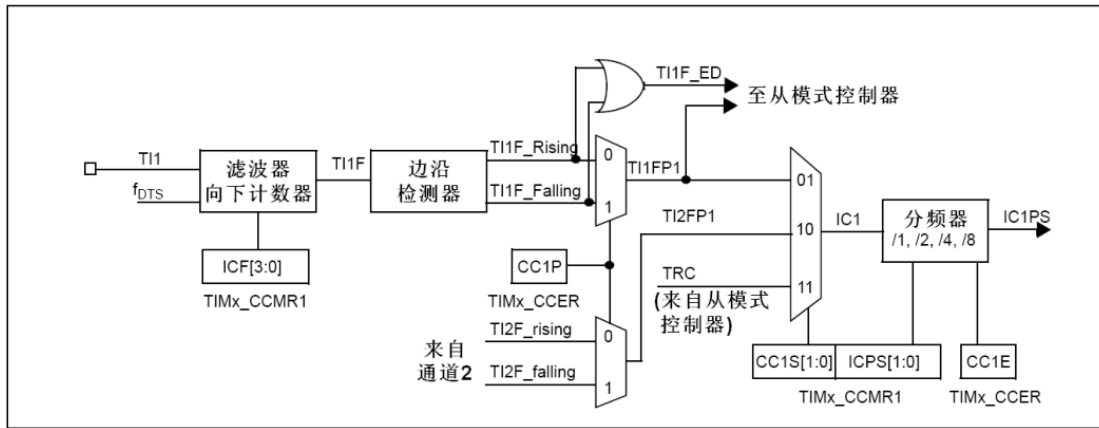 TI1F_ED
至从模式控制器
TI1
f_DTS
滤波器
向下计数器
TI1F
边沿
检测器
TI1F_Rising
TI1F_Falling
0
1
TI1FP1
TI2FP1
TRC
(来自从模式
控制器)
01
10
11
IC1
分频器
/1, /2, /4, /8
IC1PS
ICF[3:0]
TIMx_CCMR1
CC1P
TIMx_CCER
来自
通道2
TI2F_rising
TI2F_falling
0
1
CC1S[1:0] ICPS[1:0]
TIMx_CCMR1
CC1E
TIMx_CCER